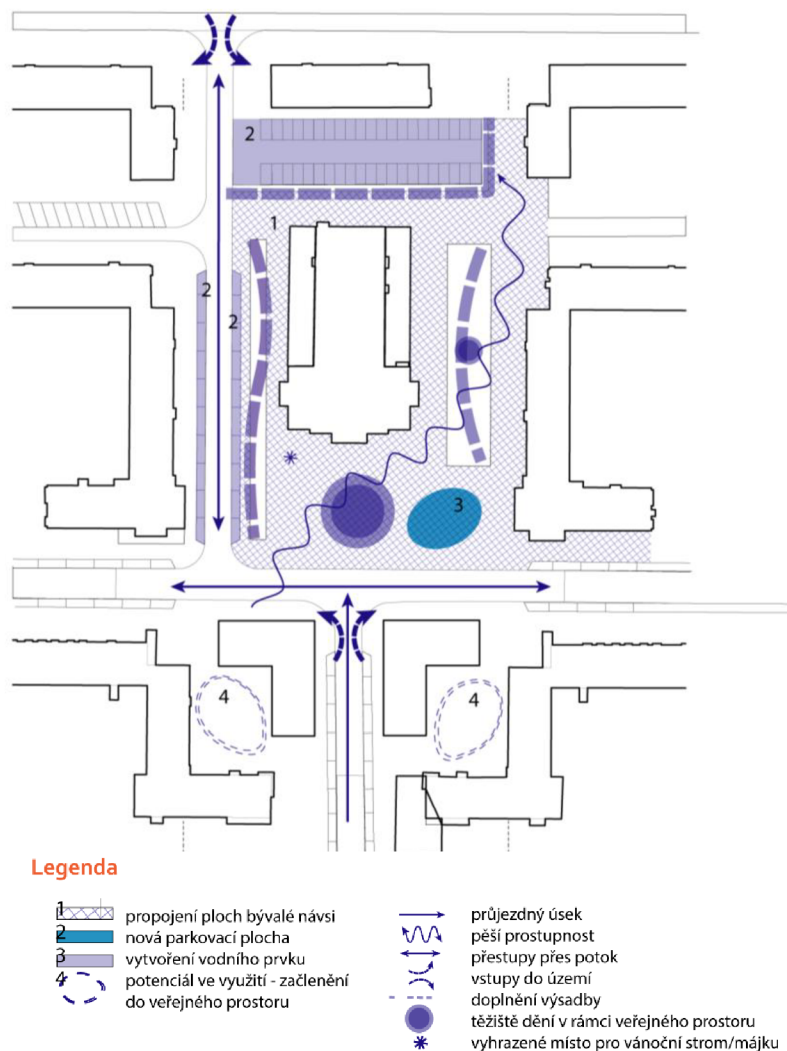 2
1
2
2
3
4
4
Legenda
1 propojení ploch bývalé návsi
2 nová parkovací plocha
3 vytvoření vodního prvku
4 potenciál ve využití - začlenění
do veřejného prostoru
průjezdný úsek
pěší prostupnost
přestupy přes potok
vstupy do území
doplnění výsadby
těžiště dění v rámci veřejného prostoru
vyhrazené místo pro vánoční strom/májku